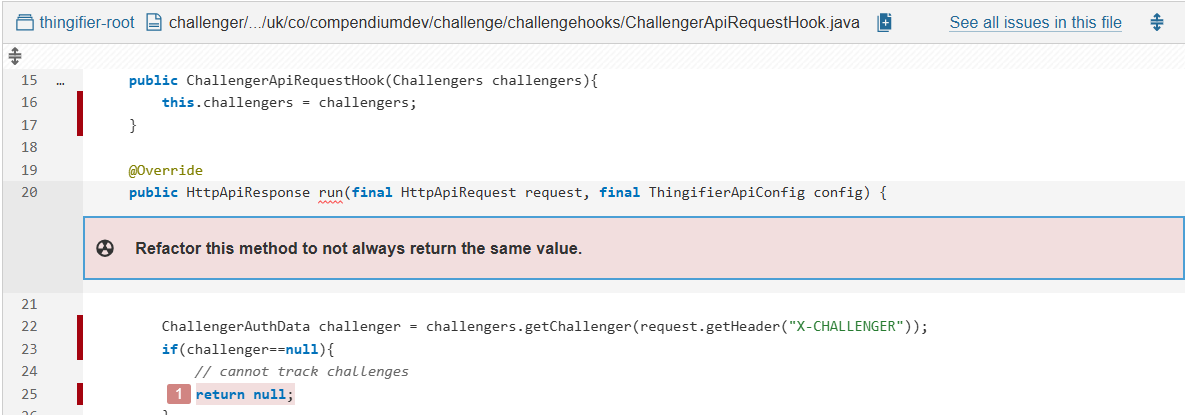 thingifier-root challenger/.../uk/co/compendiumdev/challenge/challengehooks/ChallengerApiRequestHook.java See all issues in this file
15 … public ChallengerApiRequestHook(Challengers challengers){
16 this.challengers = challengers;
17 }
18
19 @Override
20 public HttpApiResponse run(final HttpApiRequest request, final ThingifierApiConfig config) {
Refactor this method to not always return the same value.
21
22 ChallengerAuthData challenger = challengers.getChallenger(request.getHeader("X-CHALLENGER"));
23 if(challenger==null){
24 // cannot track challenges
25 1 return null;
26 }